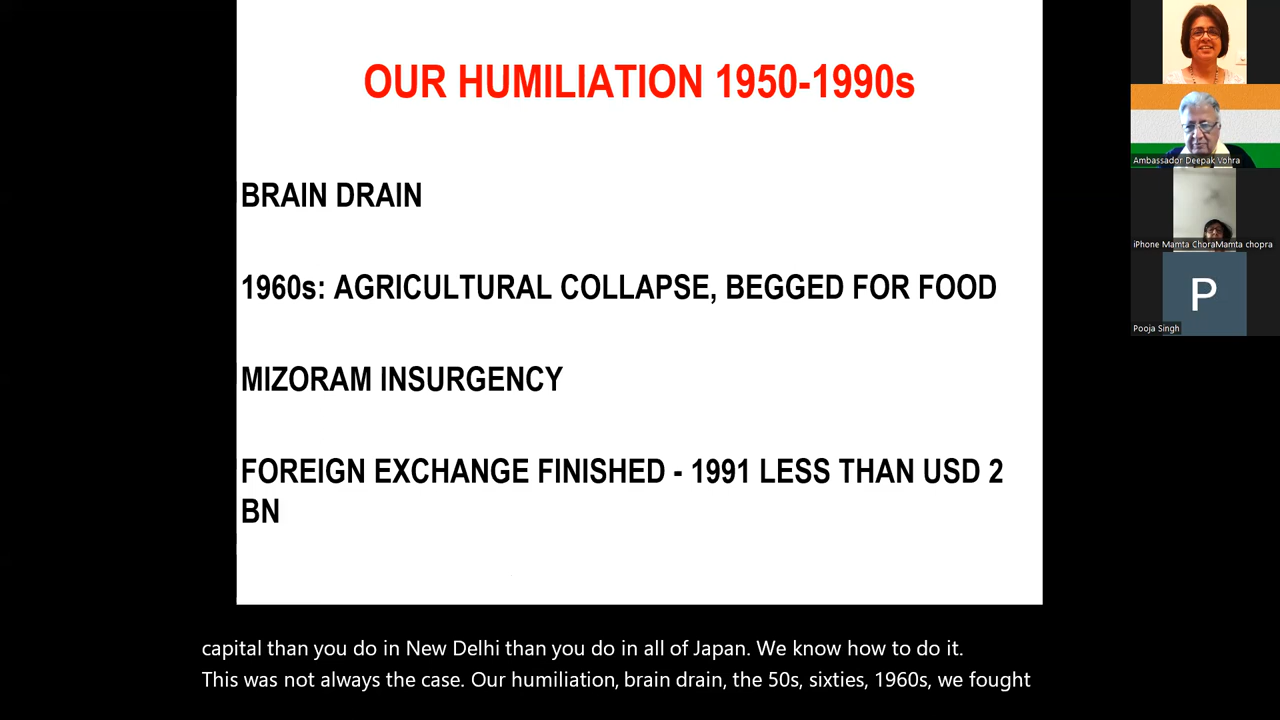 OUR HUMILIATION 1950-1990s
BRAIN DRAIN
1960s: AGRICULTURAL COLLAPSE, BEGGED FOR FOOD
MIZORAM INSURGENCY
FOREIGN EXCHANGE FINISHED - 1991 LESS THAN USD 2
BN
Ambassador Deepak Vohra
iPhone Mamta ChoraMamta chopra
P
Pooja Singh
capital than you do in New Delhi than you do in all of Japan. We know how to do it.
This was not always the case. Our humiliation, brain drain, the 50s, sixties, 1960s, we fought